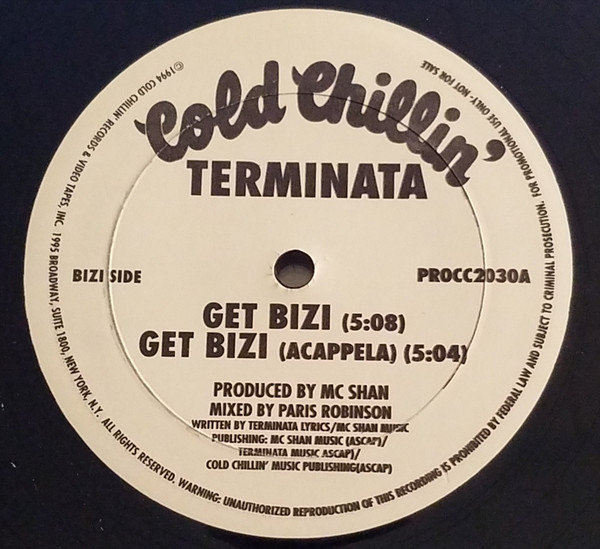 Cold Chillin'
TERMINATA
BIZI SIDE
PROCC2030A
GET BIZI (5:08)
GET BIZI (ACAPPELLA) (5:04)
PRODUCED BY MC SHAN
MIXED BY PARIS ROBINSON
WRITTEN BY TERMINATA LYRICS/MC SHAN MUSIC
PUBLISHING: MC SHAN MUSIC (ASCAP)/
TERMINATA MUSIC ASCAP)/
COLD CHILLIN' MUSIC PUBLISHING(ASCAP)
©1994 COLD CHILLIN' RECORDS & VIDEO TAPES, INC. 1995 BROADWAY, SUITE 1800, NEW YORK, N.Y. ALL RIGHTS RESERVED. WARNING: UNAUTHORIZED REPRODUCTION OF THIS RECORDING IS PROHIBITED BY FEDERAL LAW AND SUBJECT TO CRIMINAL PROSECUTION. FOR PROMOTIONAL USE ONLY - NOT FOR SALE